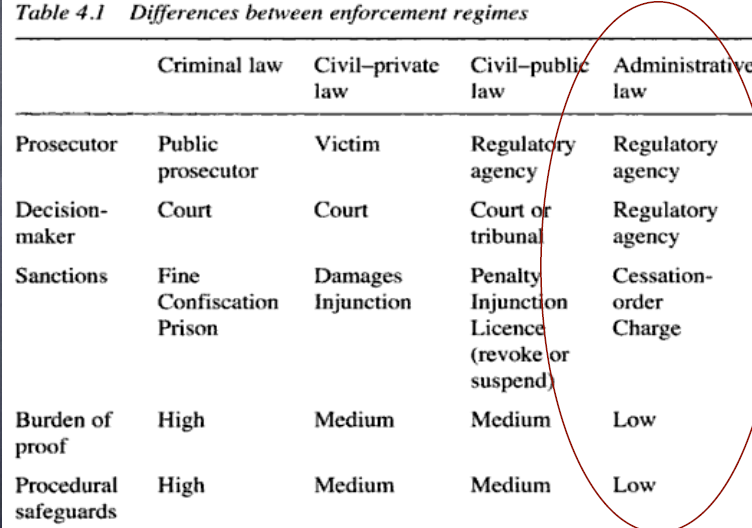 Table 4.1 Differences between enforcement regimes
Criminal law Civil–private Civil–public Administrative
law law law
Prosecutor Public Victim Regulatory Regulatory
prosecutor agency agency
Decision- Court Court Court or Regulatory
maker tribunal agency
Sanctions Fine Damages Penalty Cessation-
Confiscation Injunction Injunction order
Prison Licence Charge
(revoke or
suspend)
Burden of High Medium Medium Low
proof
Procedural High Medium Medium Low
safeguards